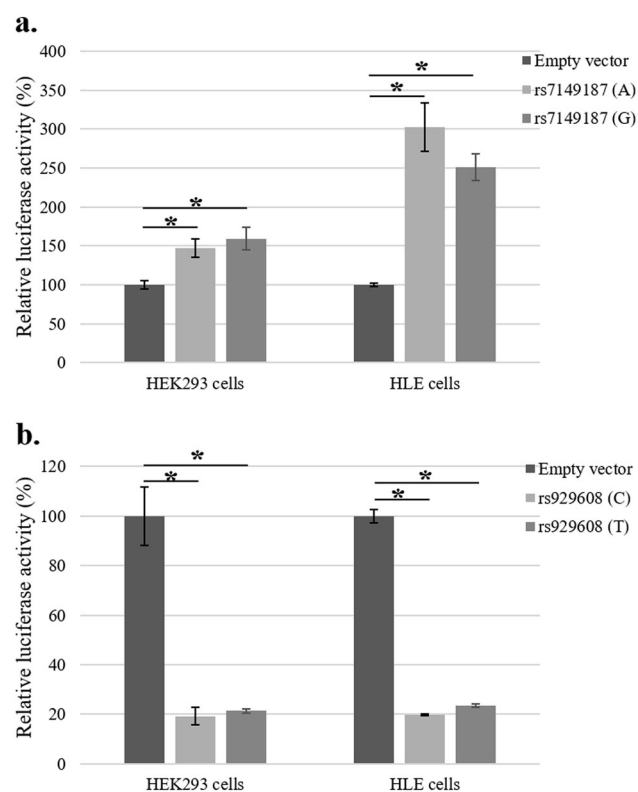 a.
Relative luciferase activity (%)
400
350
300
250
200
150
100
50
0
*
*
*
*
HEK293 cells
HLE cells
Empty vector
rs7149187 (A)
rs7149187 (G)
b.
Relative luciferase activity (%)
120
100
80
60
40
20
0
*
*
*
*
HEK293 cells
HLE cells
Empty vector
rs929608 (C)
rs929608 (T)